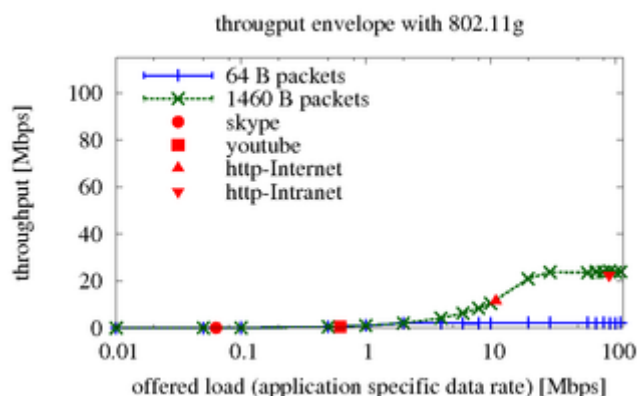 througput envelope with 802.11g
64 B packets
1460 B packets
skype
youtube
http-Internet
http-Intranet
throughput [Mbps]
100
80
60
40
20
0
0.01 0.1 1 10 100
offered load (application specific data rate) [Mbps]